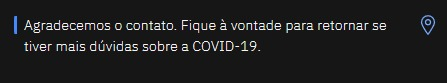 Agradecemos o contato. Fique à vontade para retornar se
tiver mais dúvidas sobre a COVID-19.